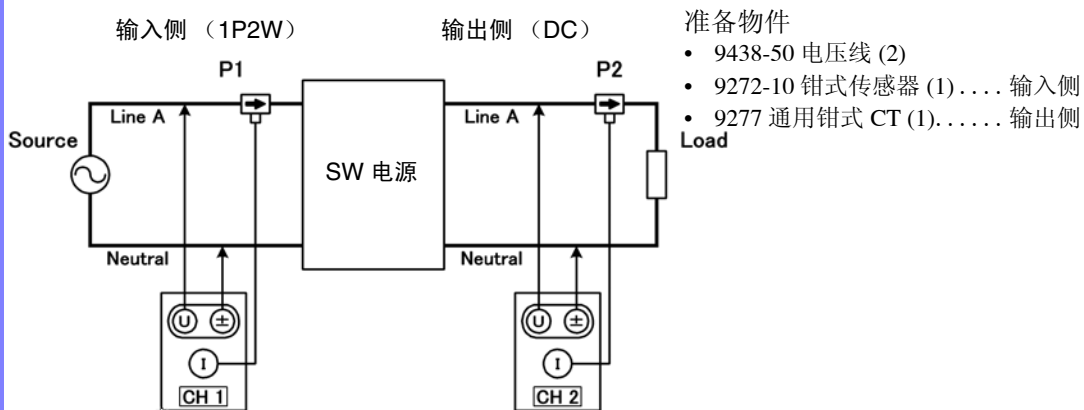 输入侧 （1P2W）
输出侧 （DC）
准备物件
• 9438-50 电压线 (2)
• 9272-10 钳式传感器 (1) . . . . 输入侧
• 9277 通用钳式 CT (1). . . . . . 输出侧
P1
P2
Line A
Line A
Source
Load
SW 电源
Neutral
Neutral
U ±
U ±
I
I
CH 1
CH 2